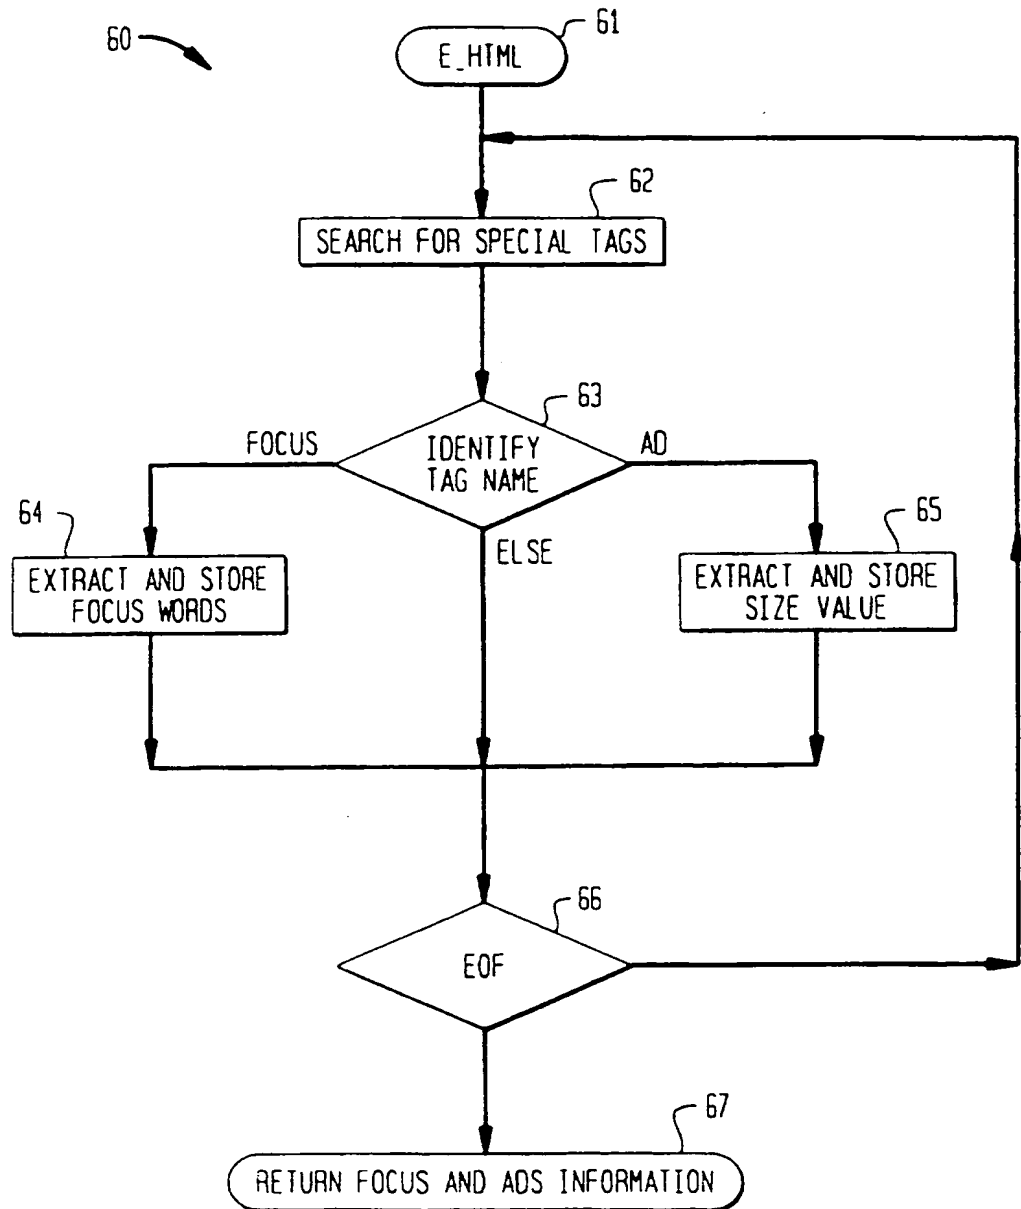 60
61
E_HTML
62
SEARCH FOR SPECIAL TAGS
63
FOCUS
IDENTIFY
TAG NAME
AD
ELSE
64
EXTRACT AND STORE
FOCUS WORDS
65
EXTRACT AND STORE
SIZE VALUE
66
EOF
67
RETURN FOCUS AND ADS INFORMATION